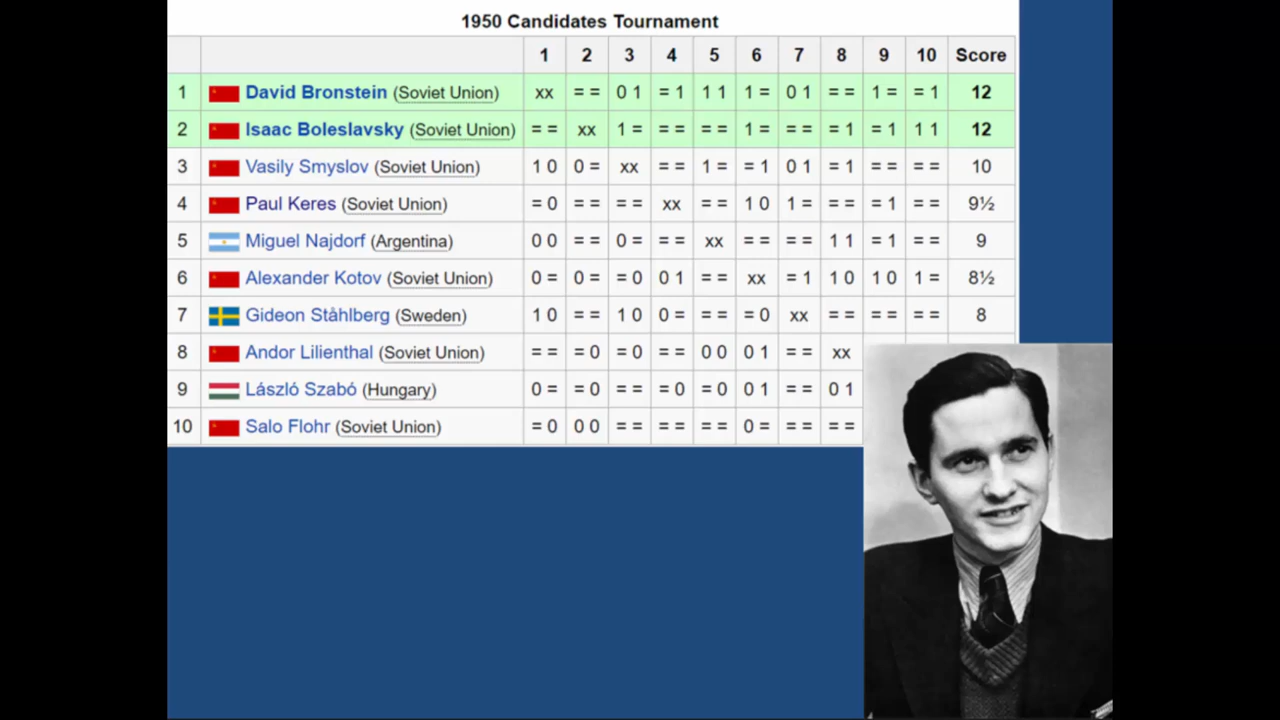 1950 Candidates Tournament
1 2 3 4 5 6 7 8 9 10 Score
1 David Bronstein (Soviet Union) xx = = 0 1 = 1 1 1 1 = 0 1 = = 1 = = 1 12
2 Isaac Boleslavsky (Soviet Union) = = xx 1 = = = = = 1 = = = = 1 = 1 1 1 12
3 Vasily Smyslov (Soviet Union) 1 0 0 = xx = = 1 = = 1 0 1 = 1 = = = = 10
4 Paul Keres (Soviet Union) = 0 = = = = xx = = 1 0 1 = = = = 1 = = 9½
5 Miguel Najdorf (Argentina) 0 0 = = 0 = = = xx = = = = 1 1 = 1 = = 9
6 Alexander Kotov (Soviet Union) 0 = 0 = = 0 0 1 = = xx = 1 1 0 1 0 1 = 8½
7 Gideon Ståhlberg (Sweden) 1 0 = = 1 0 0 = = = = 0 xx = = = = = = 8
8 Andor Lilienthal (Soviet Union) = = = 0 = 0 = = 0 0 0 1 = = xx
9 László Szabó (Hungary) 0 = = 0 = = = 0 = 0 0 1 = = 0 1
10 Salo Flohr (Soviet Union) = 0 0 0 = = = = = = 0 = = = = =